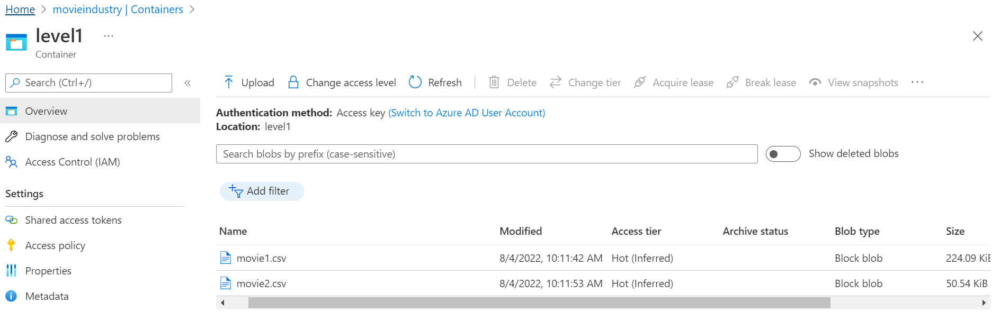 Home > movieindustry | Containers >
level1 ...
Container
Search (Ctrl+/) «
Overview
Diagnose and solve problems
Access Control (IAM)
Settings
Shared access tokens
Access policy
Properties
Metadata
Upload Change access level Refresh | Delete Change tier Acquire lease Break lease View snapshots ...
Authentication method: Access key (Switch to Azure AD User Account)
Location: level1
Search blobs by prefix (case-sensitive) Show deleted blobs
Add filter
Name Modified Access tier Archive status Blob type Size
movie1.csv 8/4/2022, 10:11:42 AM Hot (Inferred) Block blob 224.09 KiB
movie2.csv 8/4/2022, 10:11:53 AM Hot (Inferred) Block blob 50.54 KiB